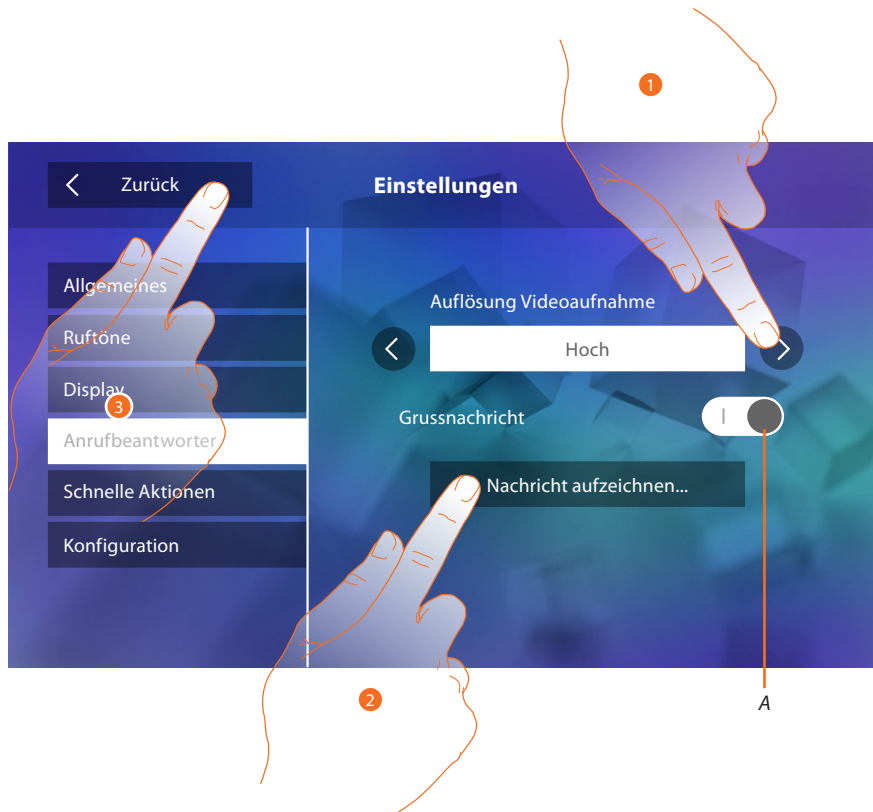 1
Zurück
Einstellungen
Allgemeines
Ruftöne
Display
3
Anrufbeantworter
Schnelle Aktionen
Konfiguration
Auflösung Videoaufnahme
Hoch
Grussnachricht
I
Nachricht aufzeichnen...
2
A